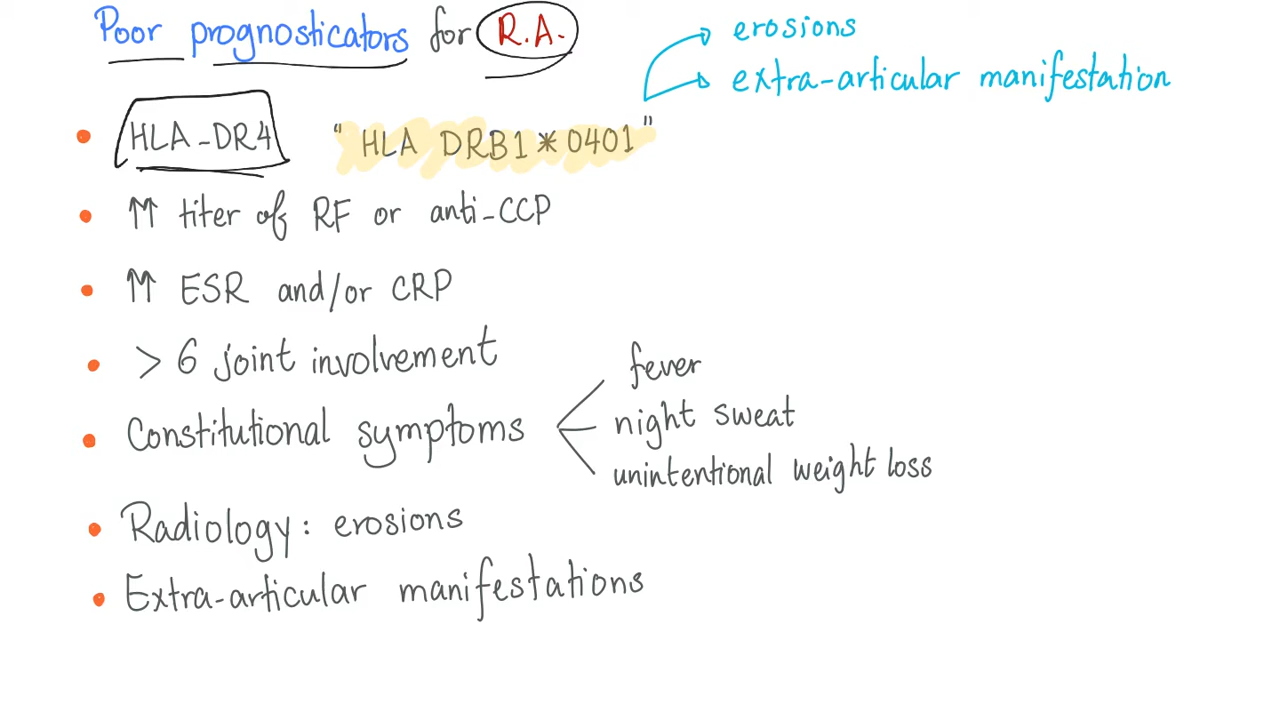 Poor prognosticators for R.A.
erosions
extra-articular manifestation
• HLA-DR4 "HLA DRB1*0401"
• ↑↑ titer of RF or anti-CCP
• ↑↑ ESR and/or CRP
• > 6 joint involvement
• Constitutional symptoms
fever
night sweat
unintentional weight loss
• Radiology: erosions
• Extra-articular manifestations